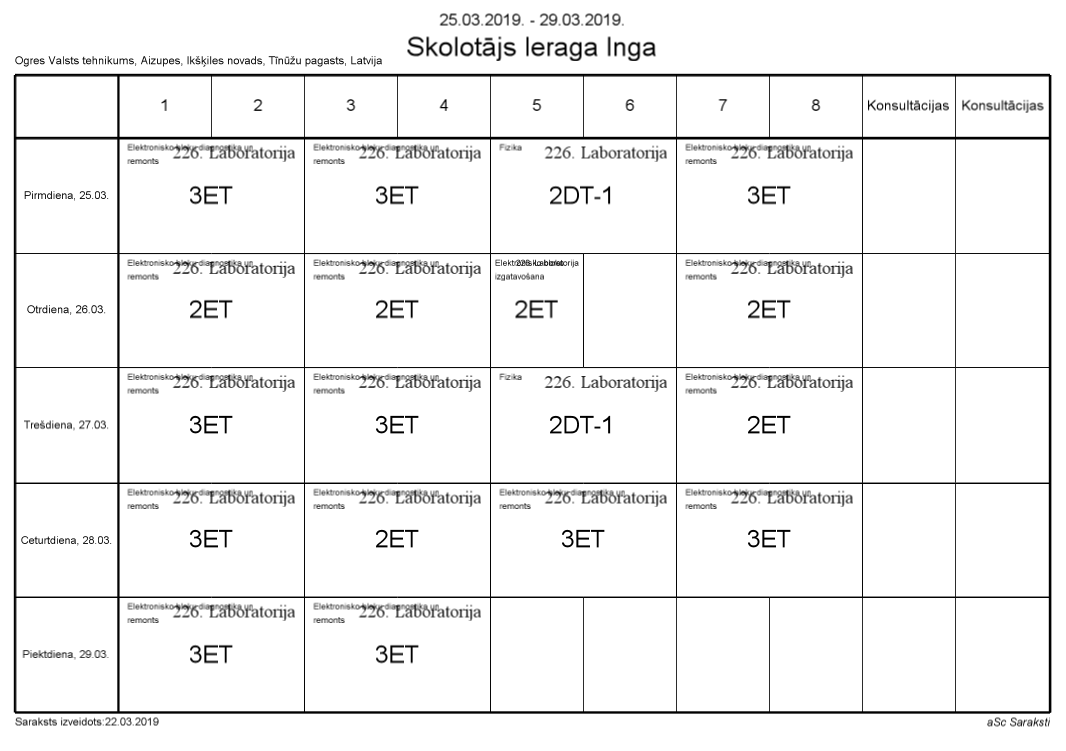 25.03.2019. - 29.03.2019.
Skolotājs Ieraga Inga
Ogres Valsts tehnikums, Aizupes, Ikšķiles novads, Tīnūžu pagasts, Latvija
1 2 3 4 5 6 7 8 Konsultācijas Konsultācijas
Pirmdiena, 25.03.
Elektronisko bloku diagnostika un
remonts
226. Laboratorija
3ET
Elektronisko bloku diagnostika un
remonts
226. Laboratorija
3ET
Fizika
226. Laboratorija
2DT-1
Elektronisko bloku diagnostika un
remonts
226. Laboratorija
3ET
Otrdiena, 26.03.
Elektronisko bloku diagnostika un
remonts
226. Laboratorija
2ET
Elektronisko bloku diagnostika un
remonts
226. Laboratorija
2ET
izgatavošana
226. Laboratorija
2ET
Elektronisko bloku diagnostika un
remonts
226. Laboratorija
2ET
Trešdiena, 27.03.
Elektronisko bloku diagnostika un
remonts
226. Laboratorija
3ET
Elektronisko bloku diagnostika un
remonts
226. Laboratorija
3ET
Fizika
226. Laboratorija
2DT-1
Elektronisko bloku diagnostika un
remonts
226. Laboratorija
2ET
Ceturtdiena, 28.03.
Elektronisko bloku diagnostika un
remonts
226. Laboratorija
3ET
Elektronisko bloku diagnostika un
remonts
226. Laboratorija
2ET
Elektronisko bloku diagnostika un
remonts
226. Laboratorija
3ET
Elektronisko bloku diagnostika un
remonts
226. Laboratorija
3ET
Piektdiena, 29.03.
Elektronisko bloku diagnostika un
remonts
226. Laboratorija
3ET
Elektronisko bloku diagnostika un
remonts
226. Laboratorija
3ET
Saraksts izveidots:22.03.2019
aSc Saraksti